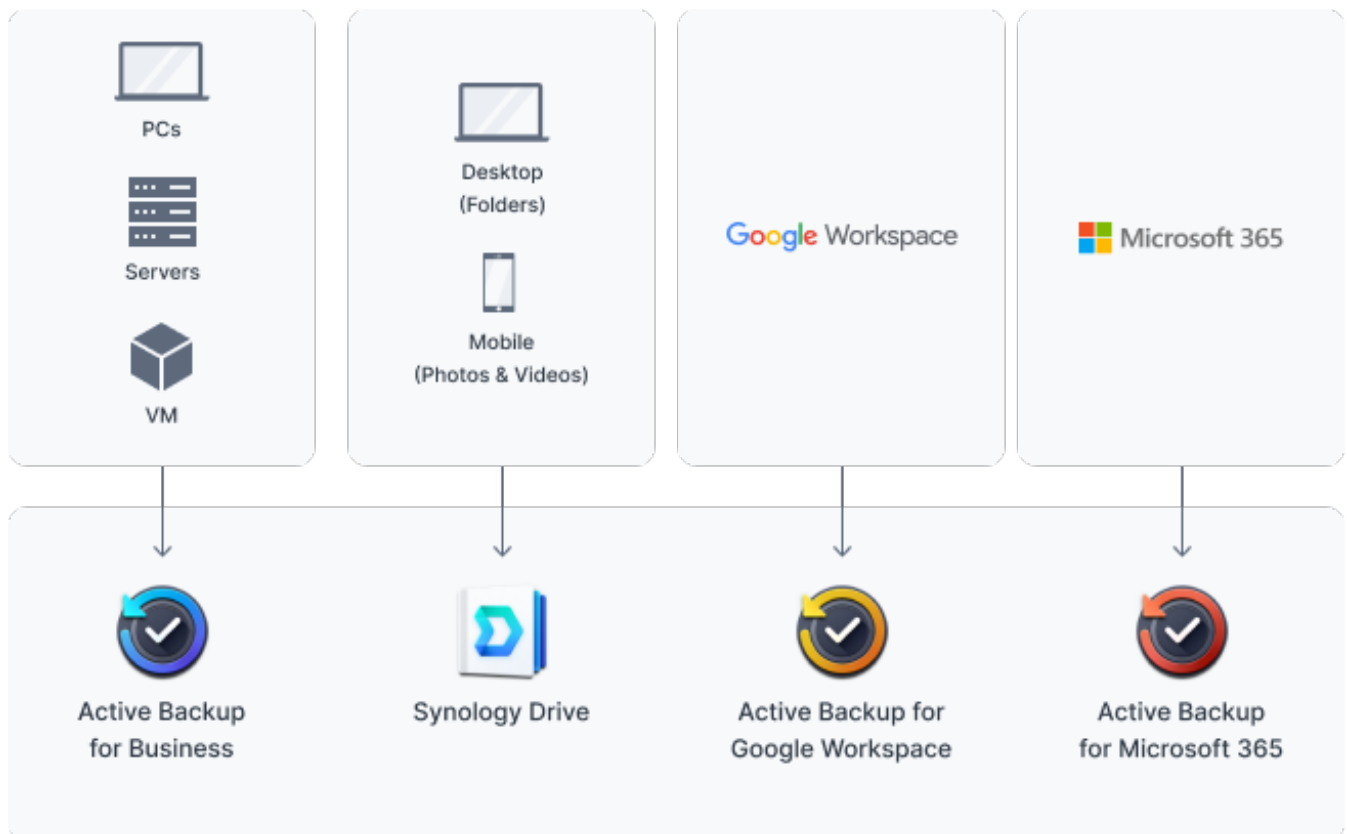 PCs
Servers
VM
Desktop
(Folders)
Mobile
(Photos & Videos)
Google Workspace
Microsoft 365
Active Backup
for Business
Synology Drive
Active Backup for
Google Workspace
Active Backup
for Microsoft 365